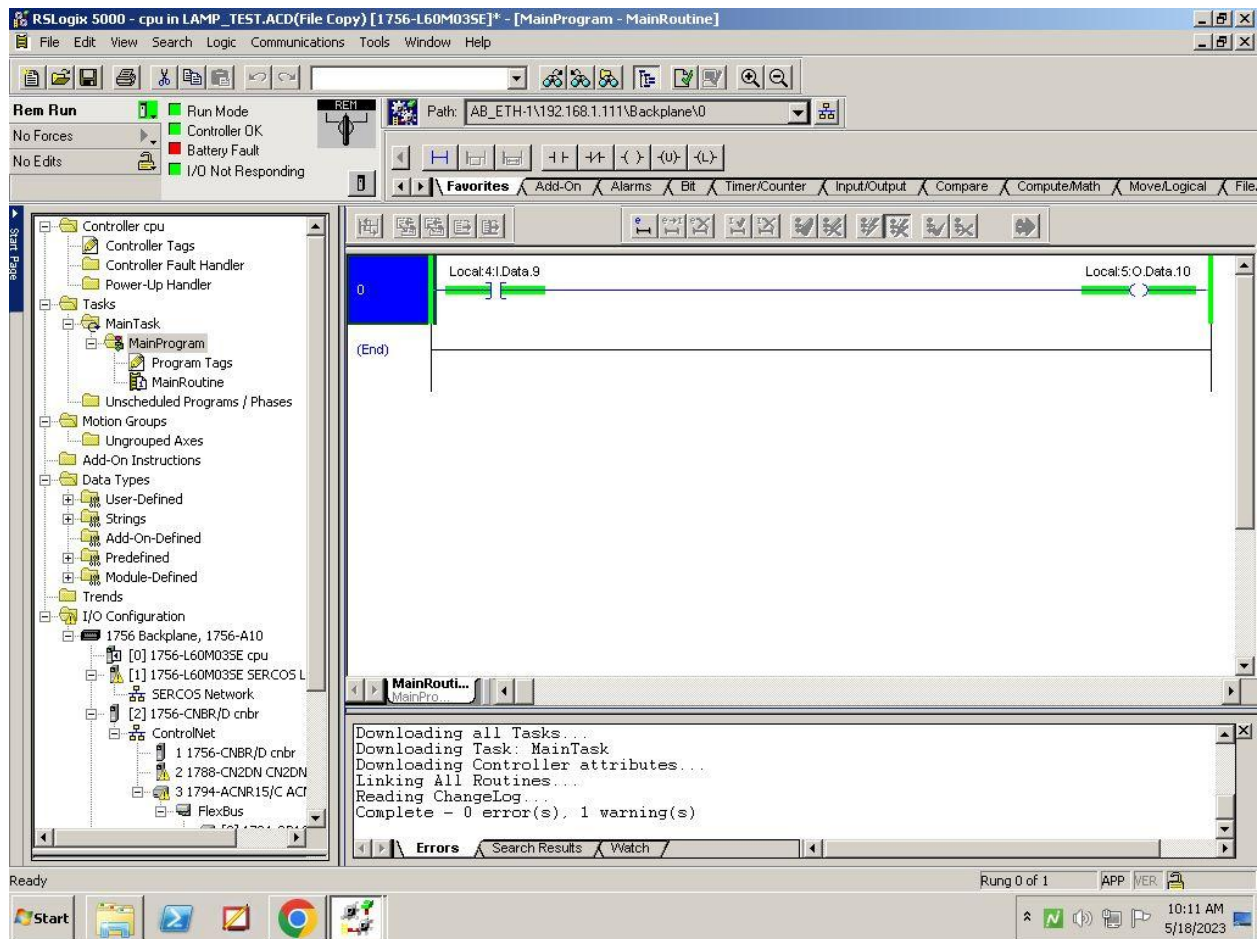 RSLogix 5000 - cpu in LAMP_TEST.ACD(File Copy) [1756-L60M03SE]* - [MainProgram - MainRoutine]
File Edit View Search Logic Communications Tools Window Help
Rem Run
No Forces
No Edits
Run Mode
Controller OK
Battery Fault
I/O Not Responding
REM
Path: AB_ETH-1\192.168.1.111\Backplane\0
Favorites Add-On Alarms Bit Timer/Counter Input/Output Compare Compute/Math Move/Logical File
Start Page
Controller cpu
Controller Tags
Controller Fault Handler
Power-Up Handler
Tasks
MainTask
MainProgram
Program Tags
MainRoutine
Unscheduled Programs / Phases
Motion Groups
Ungrouped Axes
Add-On Instructions
Data Types
User-Defined
Strings
Add-On-Defined
Predefined
Module-Defined
Trends
I/O Configuration
1756 Backplane, 1756-A10
[0] 1756-L60M03SE cpu
[1] 1756-L60M03SE SERCOS L
SERCOS Network
[2] 1756-CNBR/D cnbr
ControlNet
1 1756-CNBR/D cnbr
2 1788-CN2DN CN2DN
3 1794-ACNR15/C ACN
FlexBus
0
Local:4:I.Data.9
Local:5:O.Data.10
(End)
MainRouti...
MainPro...
Downloading all Tasks...
Downloading Task: MainTask
Downloading Controller attributes...
Linking All Routines...
Reading ChangeLog...
Complete - 0 error(s), 1 warning(s)
Errors Search Results Watch
Ready
Rung 0 of 1 APP VER
Start
10:11 AM
5/18/2023